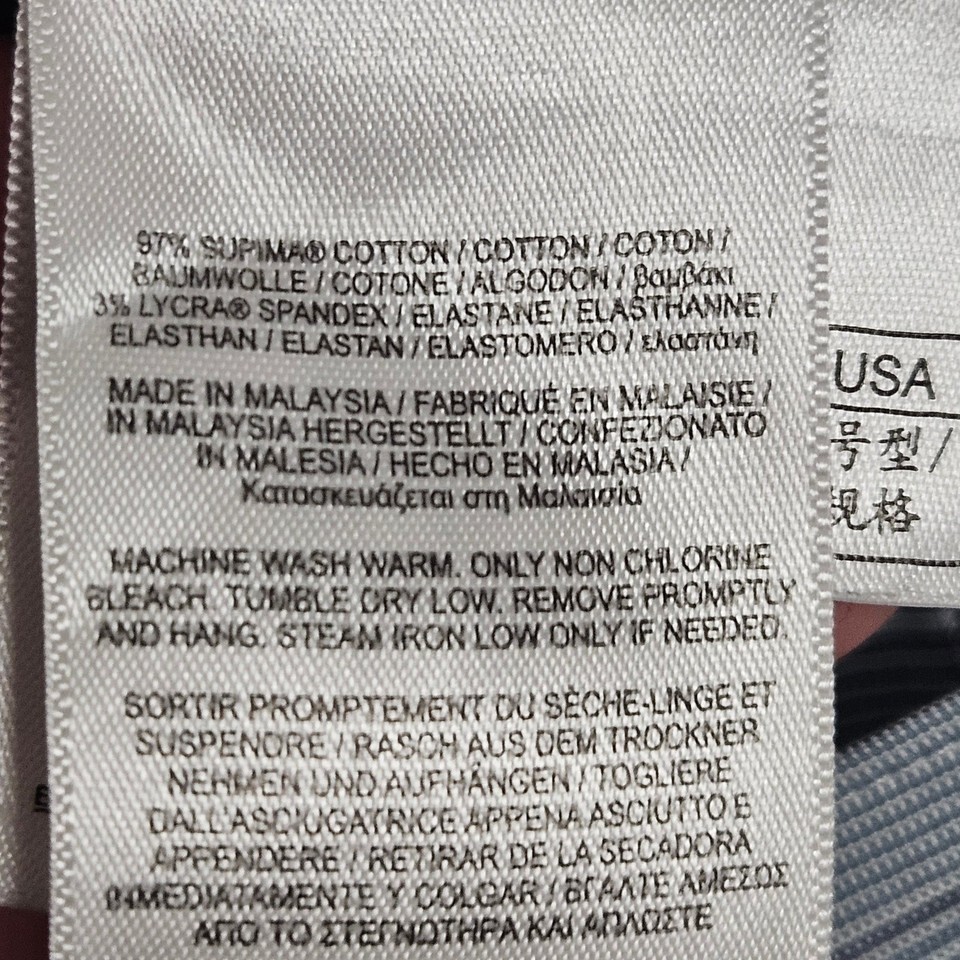 97% SUPIMA® COTTON / COTTON / COTON /
BAUMWOLLE / COTONE / ALGODON / βαμβάκι
3% LYCRA® SPANDEX / ELASTANE / ELASTHANNE /
ELASTHAN / ELASTAN / ELASTOMERO / ελαστάνη
MADE IN MALAYSIA / FABRIQUÉ EN MALAISIE /
IN MALAYSIA HERGESTELLT / CONFEZIONATO
IN MALESIA / HECHO EN MALASIA /
Κατασκευάζεται στη Μαλαισία
MACHINE WASH WARM. ONLY NON CHLORINE
BLEACH. TUMBLE DRY LOW. REMOVE PROMPTLY
AND HANG. STEAM IRON LOW ONLY IF NEEDED.
SORTIR PROMPTEMENT DU SÈCHE-LINGE ET
SUSPENDRE / RASCH AUS DEM TROCKNER
NEHMEN UND AUFHÄNGEN / TOGLIERE
DALL'ASCIUGATRICE APPENA ASCIUTTO E
APPENDERE / RETIRAR DE LA SECADORA
INMEDIATAMENTE Y COLGAR / ΒΓΑΛΤΕ ΑΜΕΣΩΣ
ΑΠΟ ΤΟ ΣΤΕΓΝΩΤΗΡΑ ΚΑΙ ΑΠΛΩΣΤΕ
USA
号型/
规格